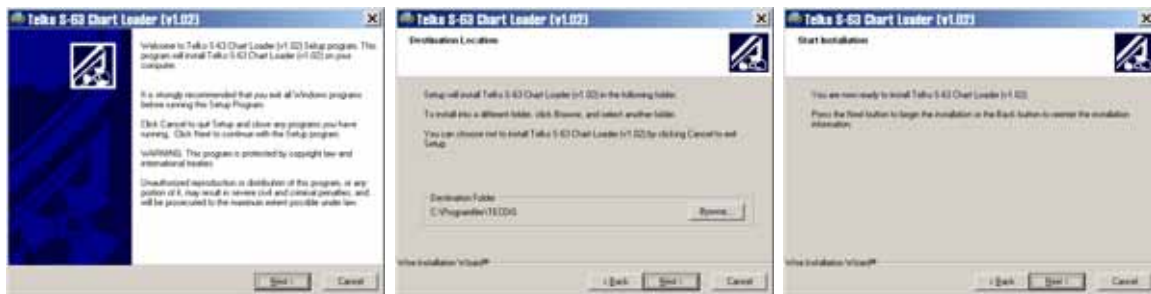 Telko S-63 Chart Loader (v1.02)
Welcome to Telko S-63 Chart Loader (v1.02) Setup program. This
program will install Telko S-63 Chart Loader (v1.02) on your
computer.
It is strongly recommended that you exit all Windows programs
before running this Setup Program.
Click Cancel to quit Setup and close any programs you have
running. Click Next to continue with the Setup program.
WARNING: This program is protected by copyright law and
international treaties.
Unauthorized reproduction or distribution of this program, or any
portion of it, may result in severe civil and criminal penalties, and
will be prosecuted to the maximum extent possible under law.
Next >
Cancel
Telko S-63 Chart Loader (v1.02)
Destination Location
Setup will install Telko S-63 Chart Loader (v1.02) in the following folder.
To install into a different folder, click Browse, and select another folder.
You can choose not to install Telko S-63 Chart Loader (v1.02) by clicking Cancel to exit
Setup.
Destination Folder
C:\Programfiler\TECDIS
Browse...
Wise Installation Wizard®
< Back
Next >
Cancel
Telko S-63 Chart Loader (v1.02)
Start Installation
You are now ready to install Telko S-63 Chart Loader (v1.02).
Press the Next button to begin the installation or the Back button to reenter the installation
information.
Wise Installation Wizard®
< Back
Next >
Cancel